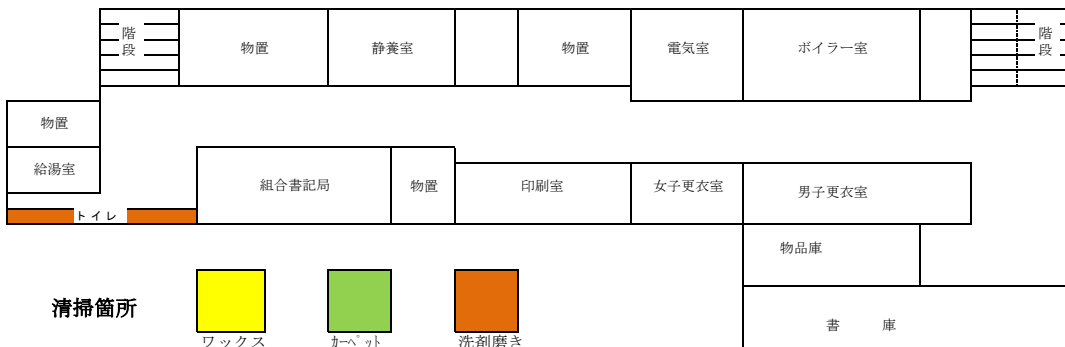 階段
物置
静養室
物置
電気室
ボイラー室
階段
物置
給湯室
組合書記局
物置
印刷室
女子更衣室
男子更衣室
トイレ
物品庫
清掃箇所
ワックス
ｶｰﾍﾟｯﾄ
洗剤磨き
書 庫